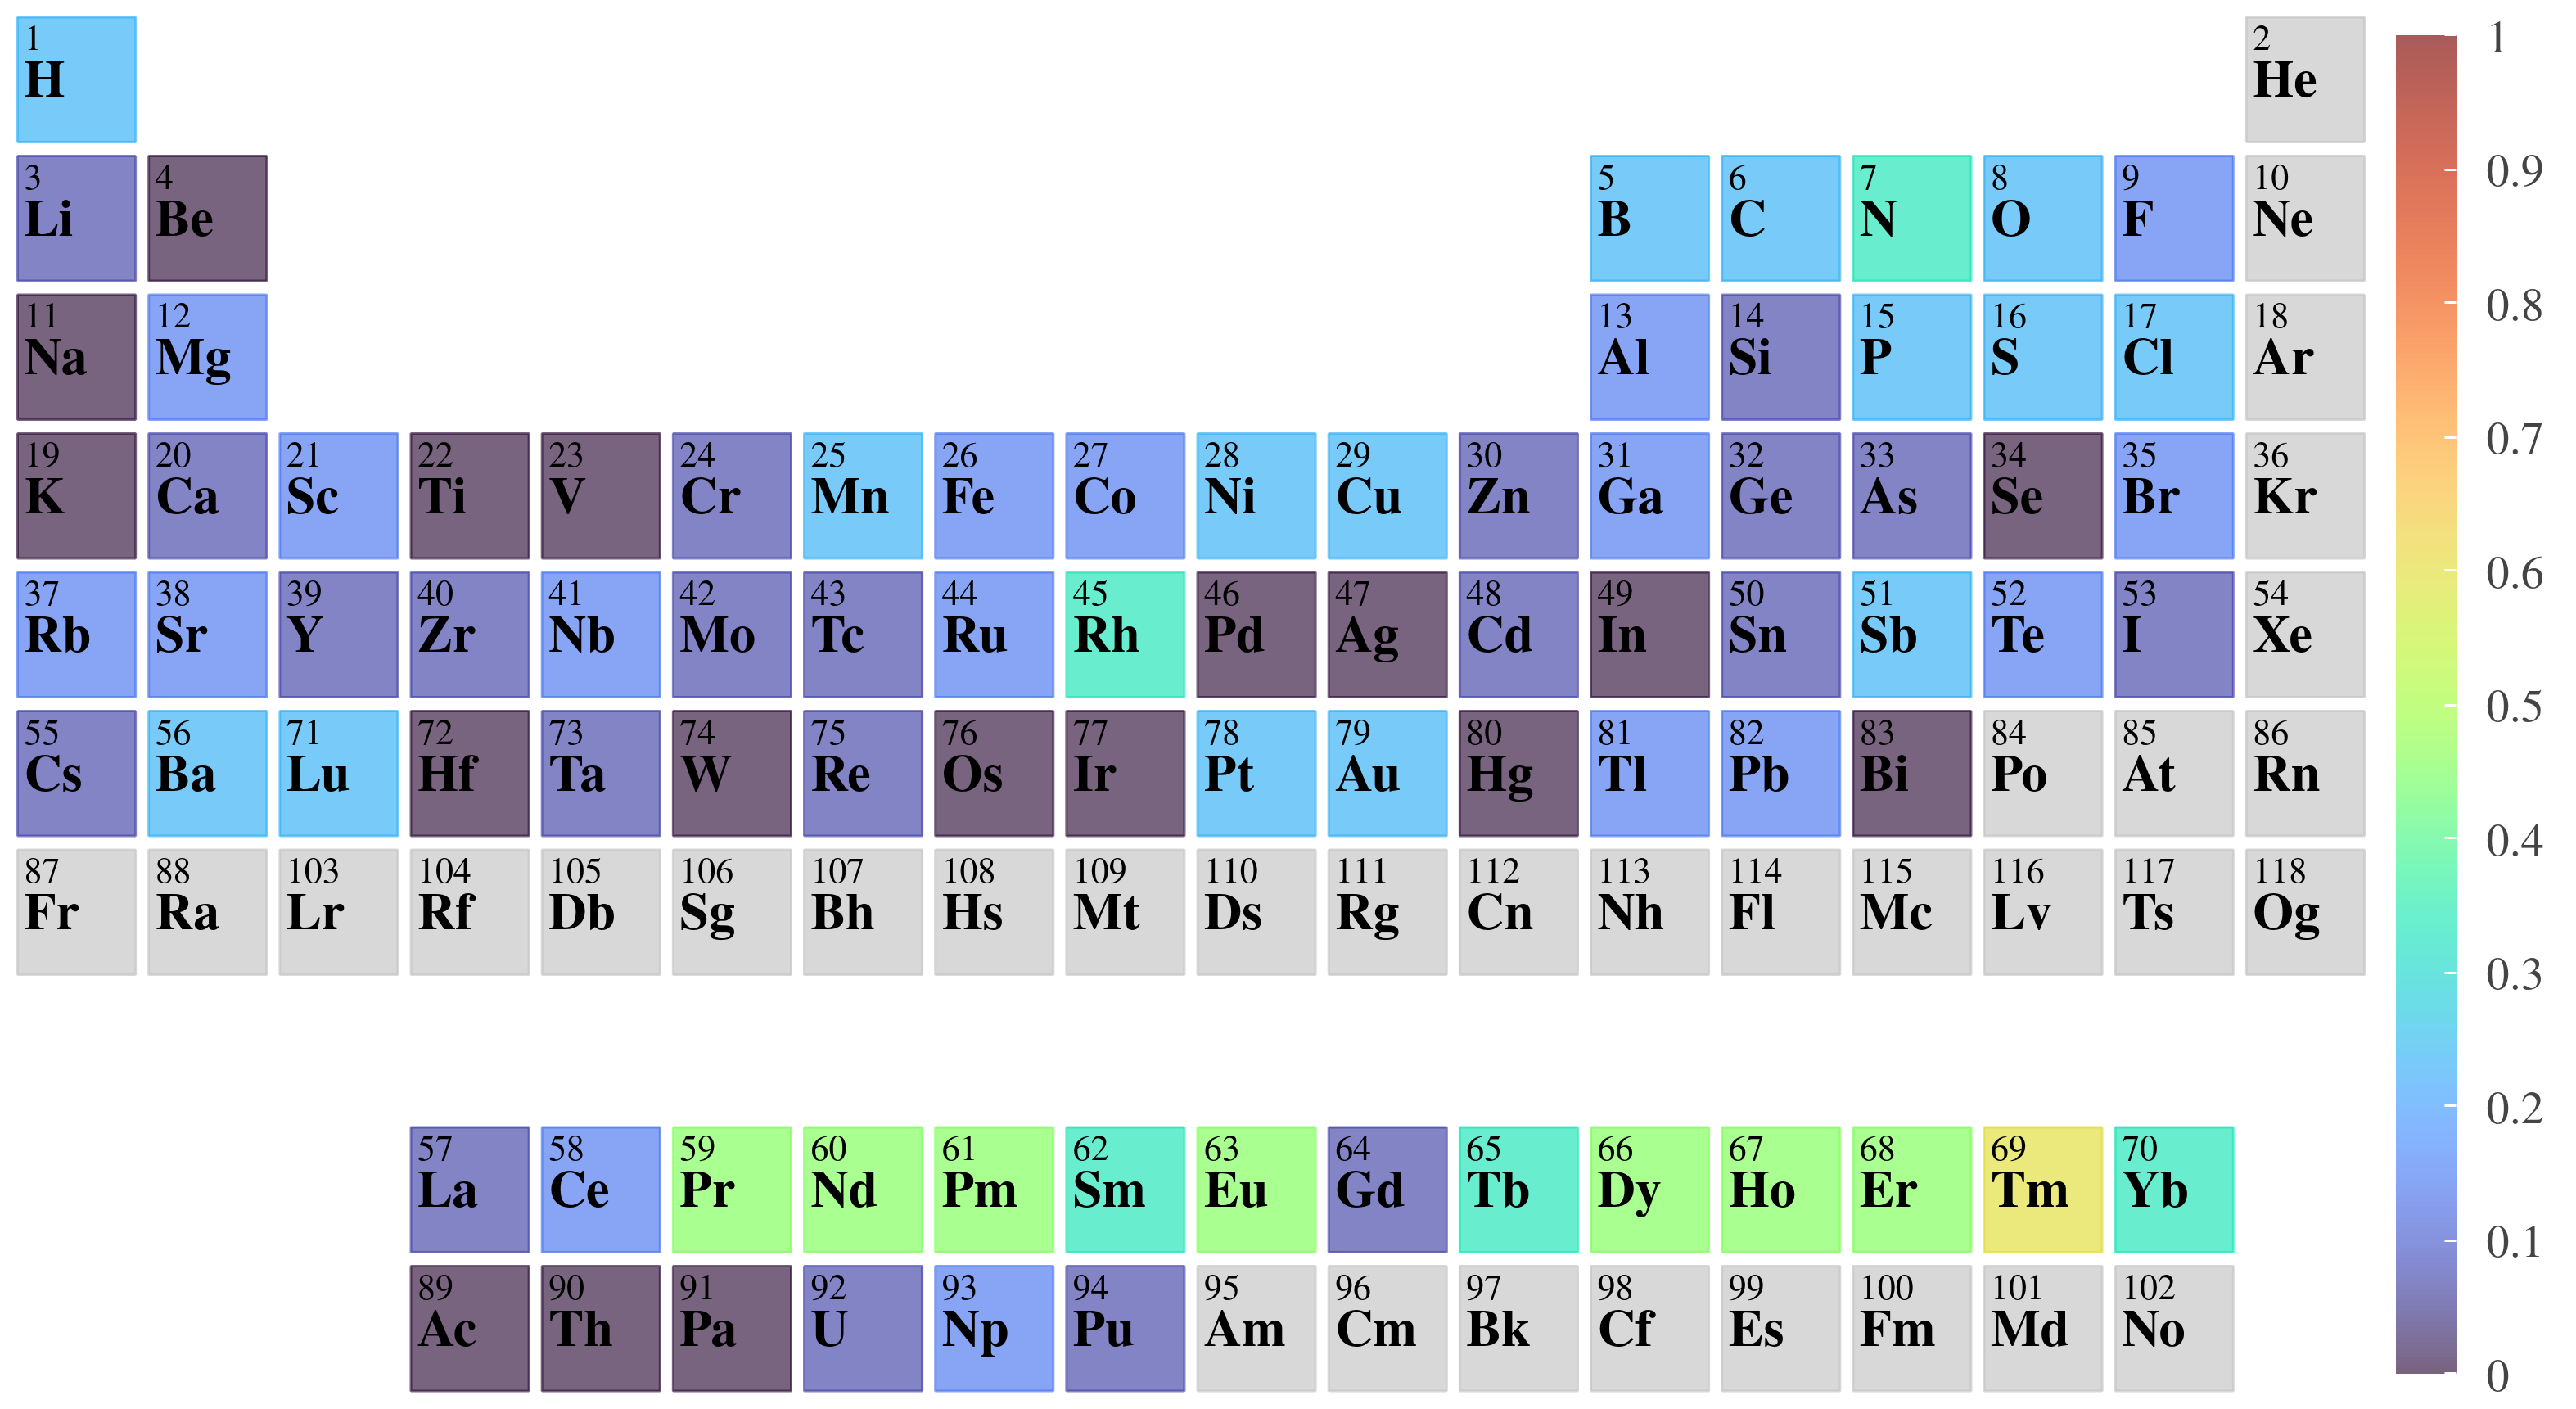 1 2 1
H He
3 4 5 6 7 8 9 10 0.9
Li Be B C N O F Ne
11 12 13 14 15 16 17 18 0.8
Na Mg Al Si P S Cl Ar
19 20 21 22 23 24 25 26 27 28 29 30 31 32 33 34 35 36 0.7
K Ca Sc Ti V Cr Mn Fe Co Ni Cu Zn Ga Ge As Se Br Kr
37 38 39 40 41 42 43 44 45 46 47 48 49 50 51 52 53 54 0.6
Rb Sr Y Zr Nb Mo Tc Ru Rh Pd Ag Cd In Sn Sb Te I Xe
55 56 71 72 73 74 75 76 77 78 79 80 81 82 83 84 85 86 0.5
Cs Ba Lu Hf Ta W Re Os Ir Pt Au Hg Tl Pb Bi Po At Rn
87 88 103 104 105 106 107 108 109 110 111 112 113 114 115 116 117 118 0.4
Fr Ra Lr Rf Db Sg Bh Hs Mt Ds Rg Cn Nh Fl Mc Lv Ts Og
0.3
0.2
57 58 59 60 61 62 63 64 65 66 67 68 69 70
La Ce Pr Nd Pm Sm Eu Gd Tb Dy Ho Er Tm Yb
0.1
89 90 91 92 93 94 95 96 97 98 99 100 101 102
Ac Th Pa U Np Pu Am Cm Bk Cf Es Fm Md No
0